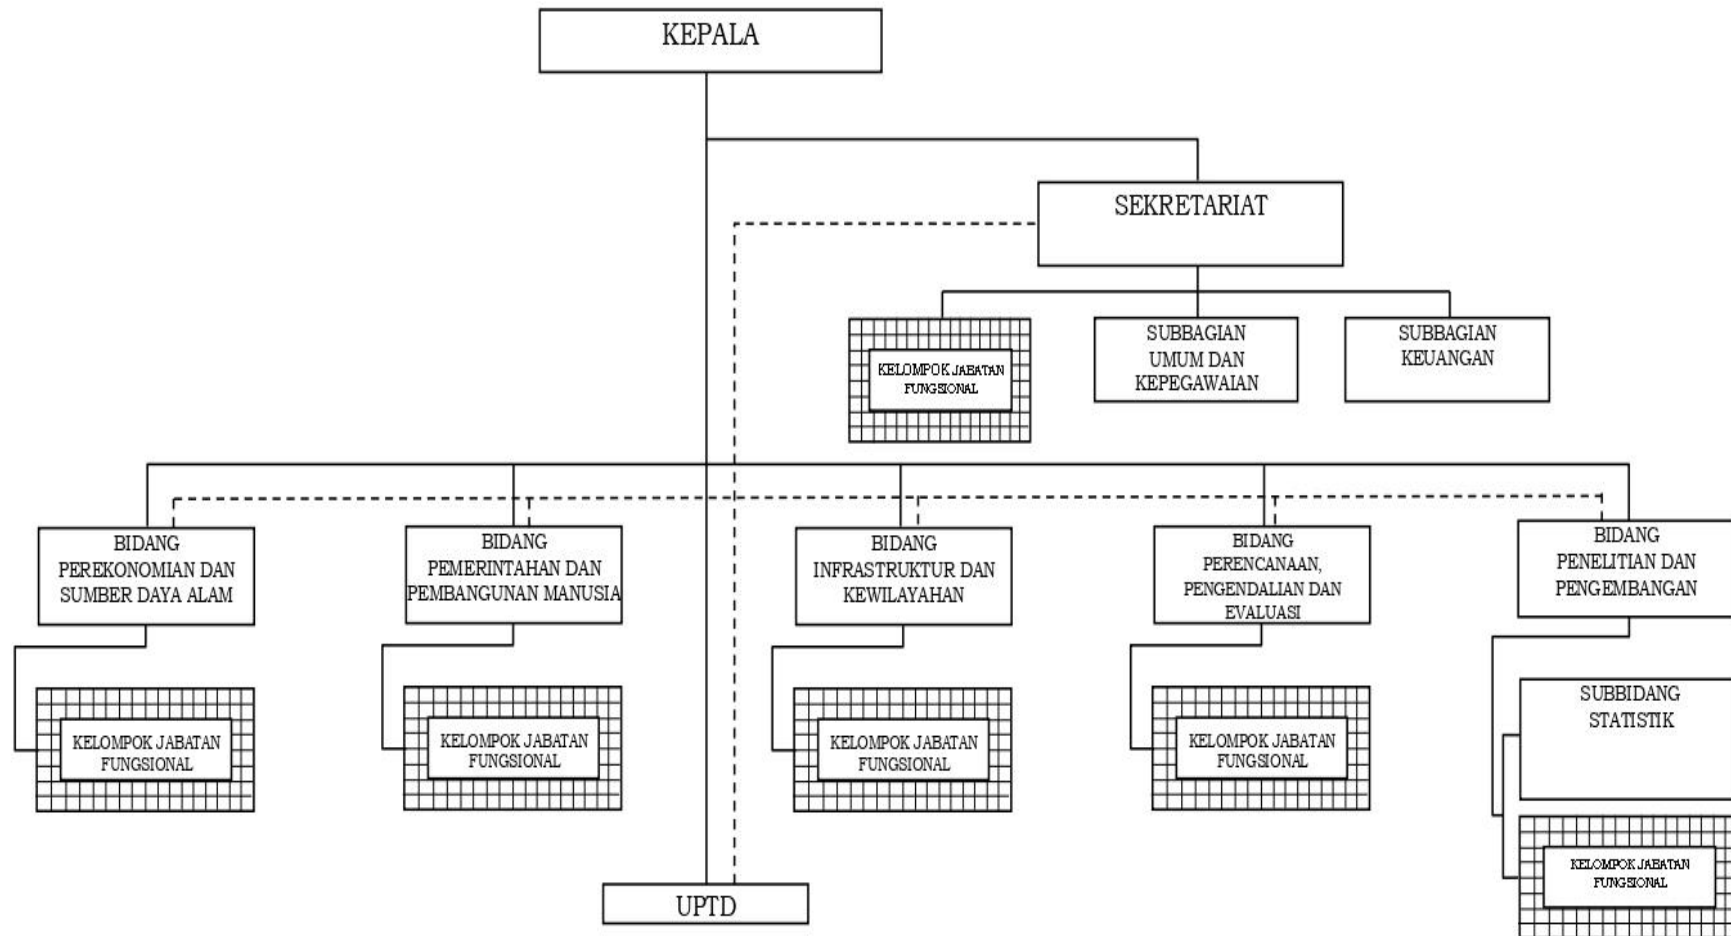 KEPALA
SEKRETARIAT
KELOMPOK JABATAN
FUNGSIONAL
SUBBAGIAN
UMUM DAN
KEPEGAWAIAN
SUBBAGIAN
KEUANGAN
BIDANG
PEREKONOMIAN DAN
SUMBER DAYA ALAM
BIDANG
PEMERINTAHAN DAN
PEMBANGUNAN MANUSIA
BIDANG
INFRASTRUKTUR DAN
KEWILAYAHAN
BIDANG
PERENCANAAN,
PENGENDALIAN DAN
EVALUASI
BIDANG
PENELITIAN DAN
PENGEMBANGAN
KELOMPOK JABATAN
FUNGSIONAL
KELOMPOK JABATAN
FUNGSIONAL
KELOMPOK JABATAN
FUNGSIONAL
KELOMPOK JABATAN
FUNGSIONAL
SUBBIDANG
STATISTIK
KELOMPOK JABATAN
FUNGSIONAL
UPTD